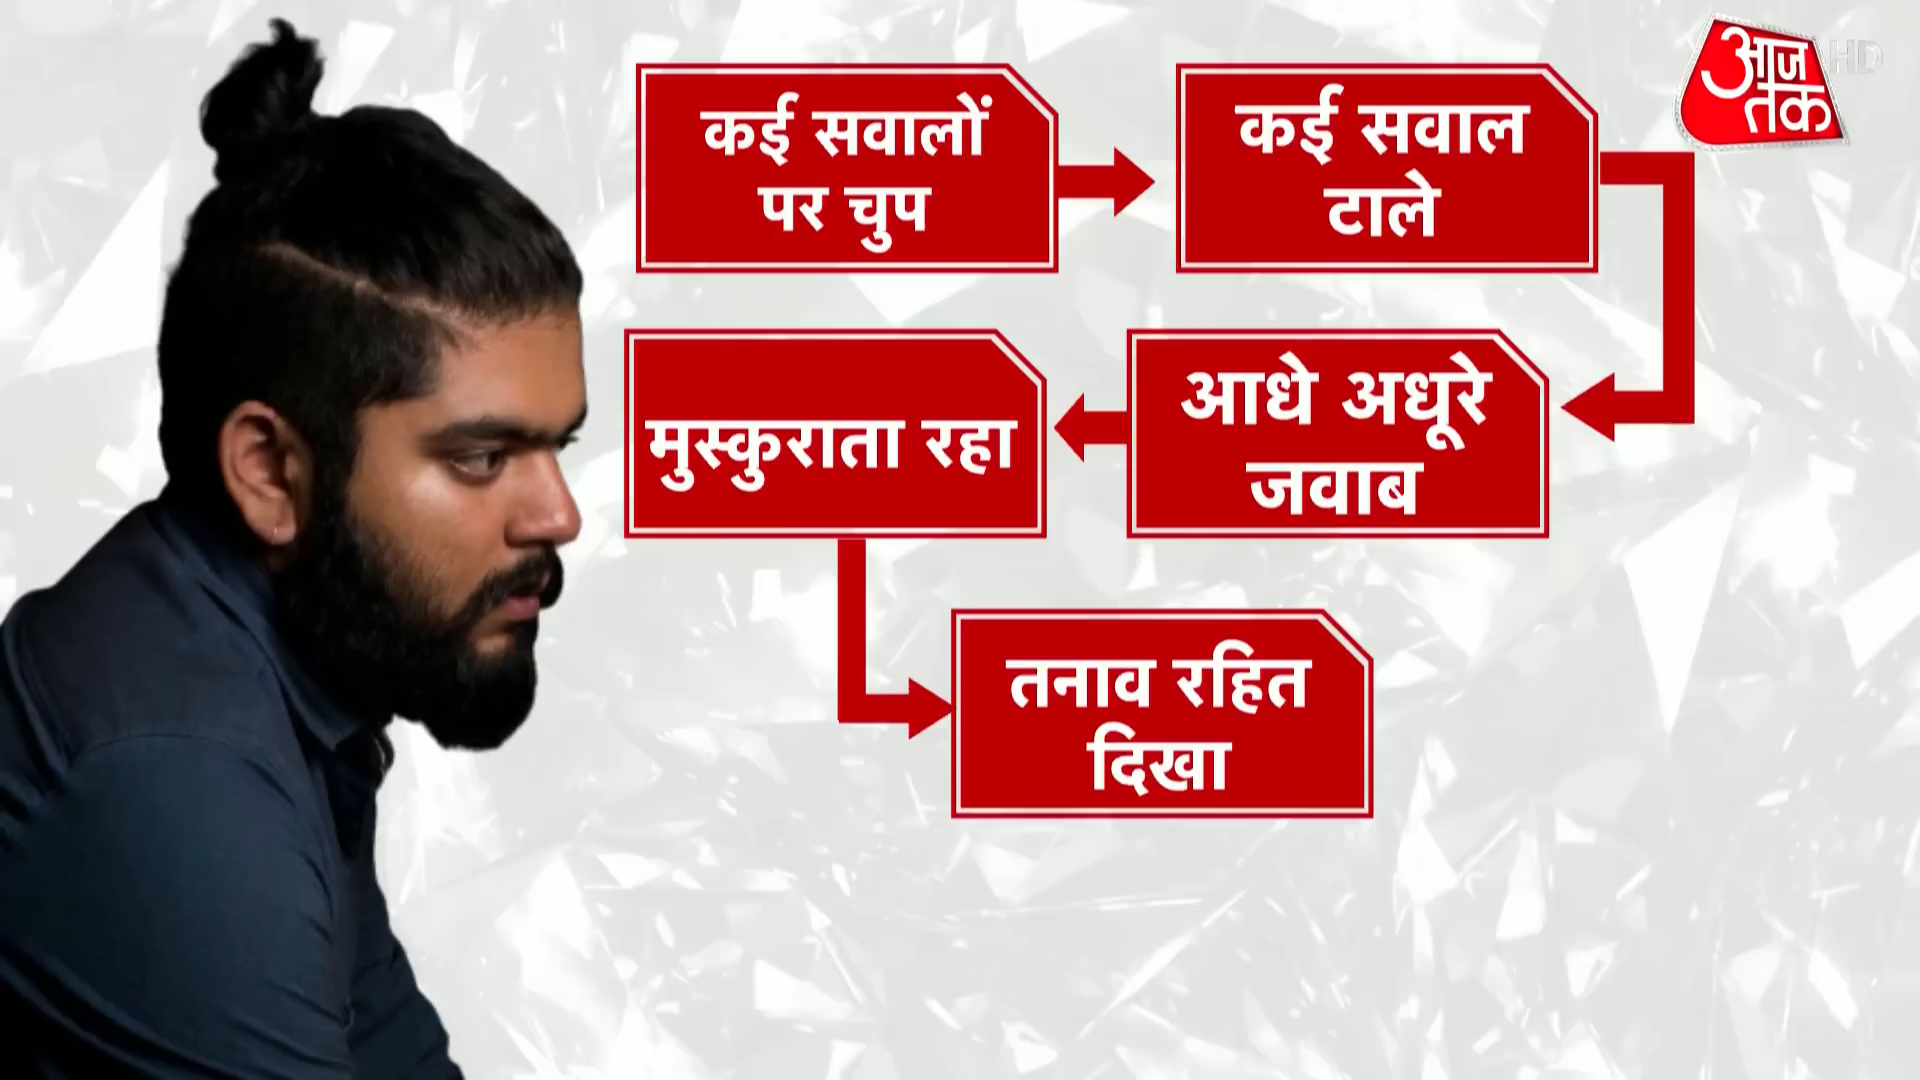 कई सवालों
पर चुप
कई सवाल
टाले
आधे अधूरे
जवाब
मुस्कुराता रहा
तनाव रहित
दिखा
आज
तक
HD